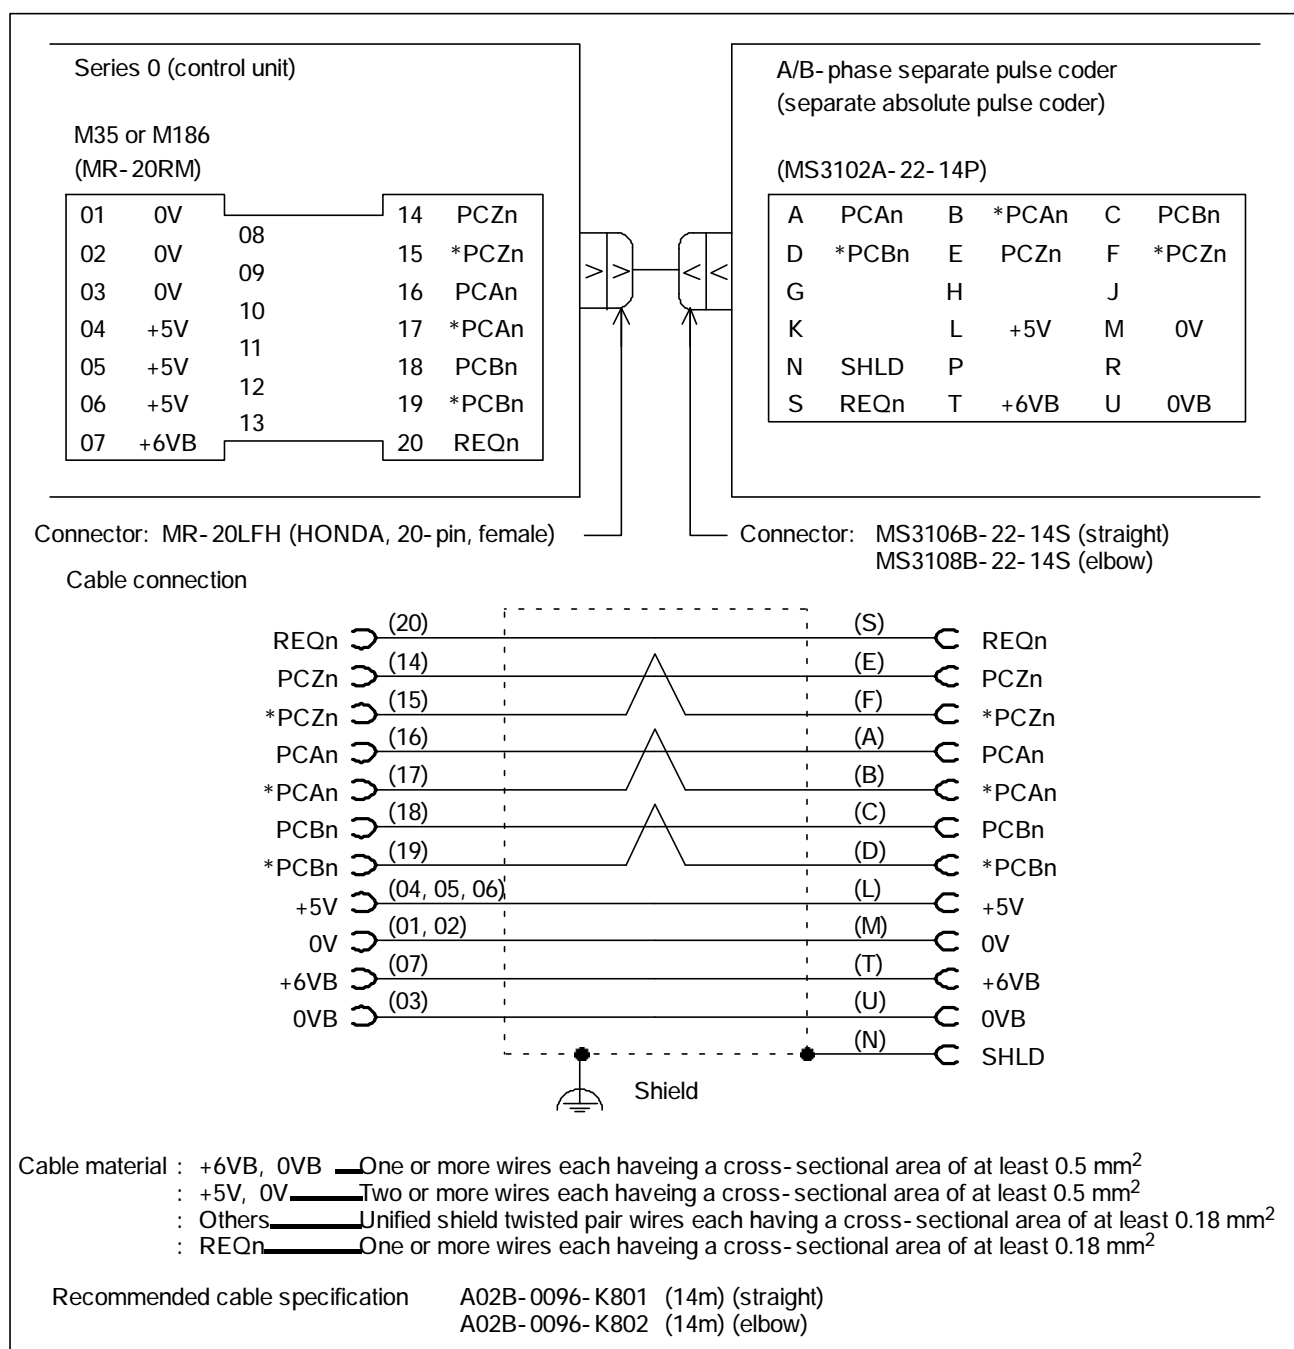 Series 0 (control unit)
M35 or M186
(MR-20RM)
01 0V 14 PCZn
08
02 0V 15 *PCZn
09
03 0V 16 PCAn
10
04 +5V 17 *PCAn
11
05 +5V 18 PCBn
12
06 +5V 19 *PCBn
13
07 +6VB 20 REQn
A/B-phase separate pulse coder
(separate absolute pulse coder)
(MS3102A-22-14P)
A PCAn B *PCAn C PCBn
D *PCBn E PCZn F *PCZn
G H J
K L +5V M 0V
N SHLD P R
S REQn T +6VB U 0VB
Connector: MR-20LFH (HONDA, 20-pin, female)
Connector: MS3106B-22-14S (straight)
MS3108B-22-14S (elbow)
Cable connection
REQn (20) (S) REQn
PCZn (14) (E) PCZn
*PCZn (15) (F) *PCZn
PCAn (16) (A) PCAn
*PCAn (17) (B) *PCAn
PCBn (18) (C) PCBn
*PCBn (19) (D) *PCBn
+5V (04, 05, 06) (L) +5V
0V (01, 02) (M) 0V
+6VB (07) (T) +6VB
0VB (03) (U) 0VB
(N) SHLD
Shield
Cable material : +6VB, 0VB One or more wires each haveing a cross-sectional area of at least 0.5 mm²
: +5V, 0V Two or more wires each haveing a cross-sectional area of at least 0.5 mm²
: Others Unified shield twisted pair wires each having a cross-sectional area of at least 0.18 mm²
: REQn One or more wires each haveing a cross-sectional area of at least 0.18 mm²
Recommended cable specification A02B-0096-K801 (14m) (straight)
A02B-0096-K802 (14m) (elbow)